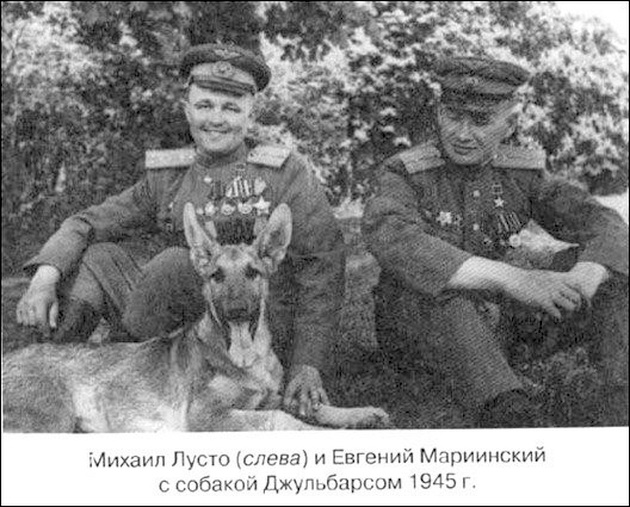 Михаил Лусто (слева) и Евгений Мариинский
с собакой Джульбарсом 1945 г.